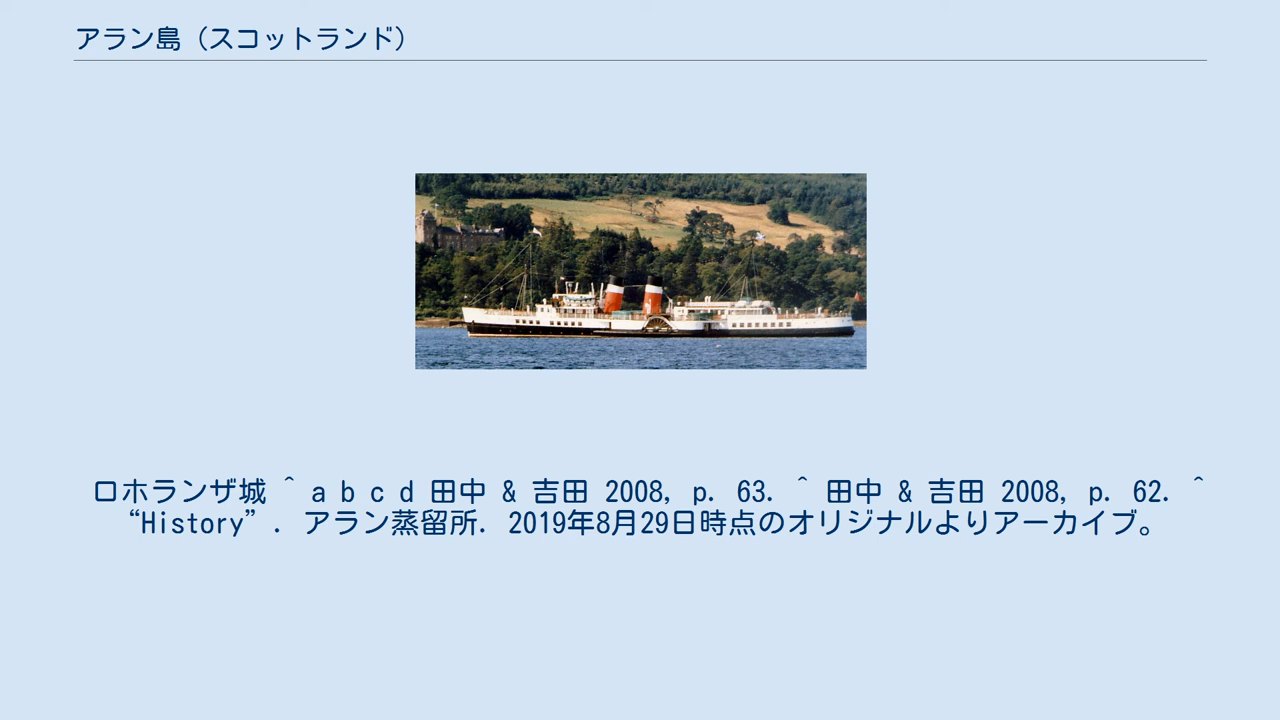 アラン島（スコットランド）
ロホランザ城 ^ a b c d 田中 & 吉田 2008, p. 63. ^ 田中 & 吉田 2008, p. 62. ^
“History”. アラン蒸留所. 2019年8月29日時点のオリジナルよりアーカイブ。